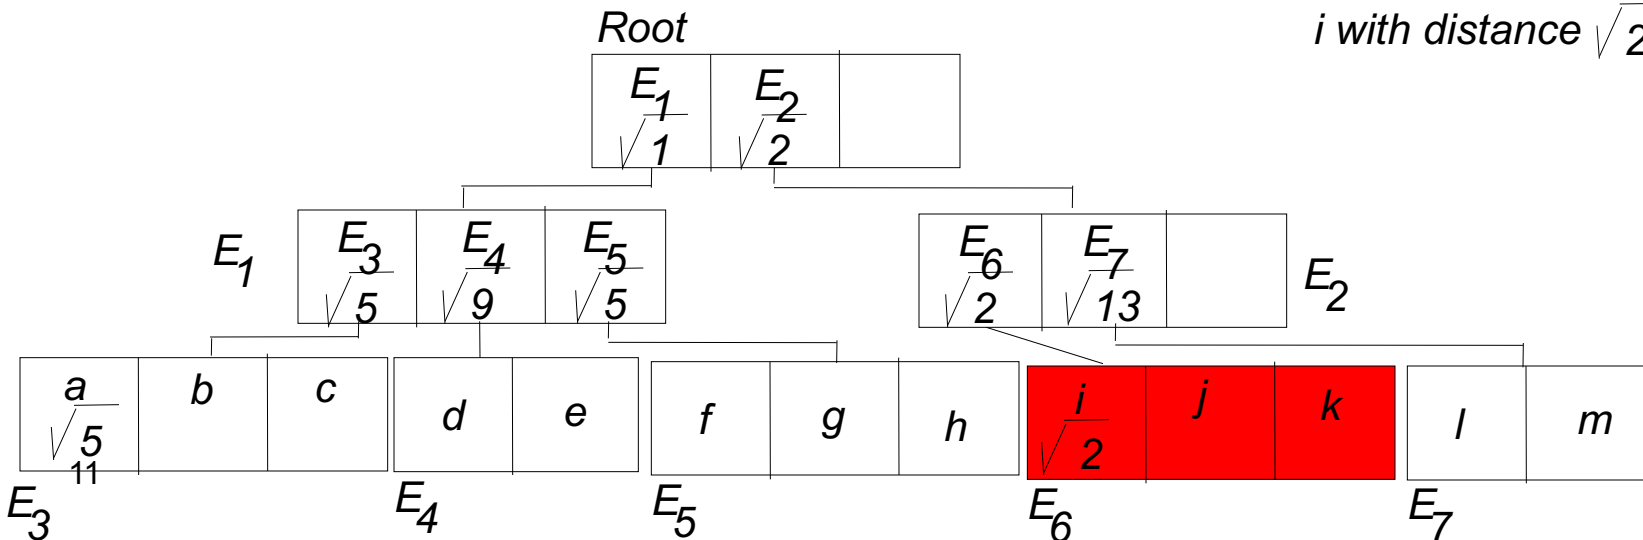 Root
i with distance √2
E1 E2
√1 √2
E1
E3 E4 E5
√5 √9 √5
E6 E7
√2 √13
E2
a b c
√5
d e
f g h
i j k
√2
l m
11
E3 E4 E5 E6 E7